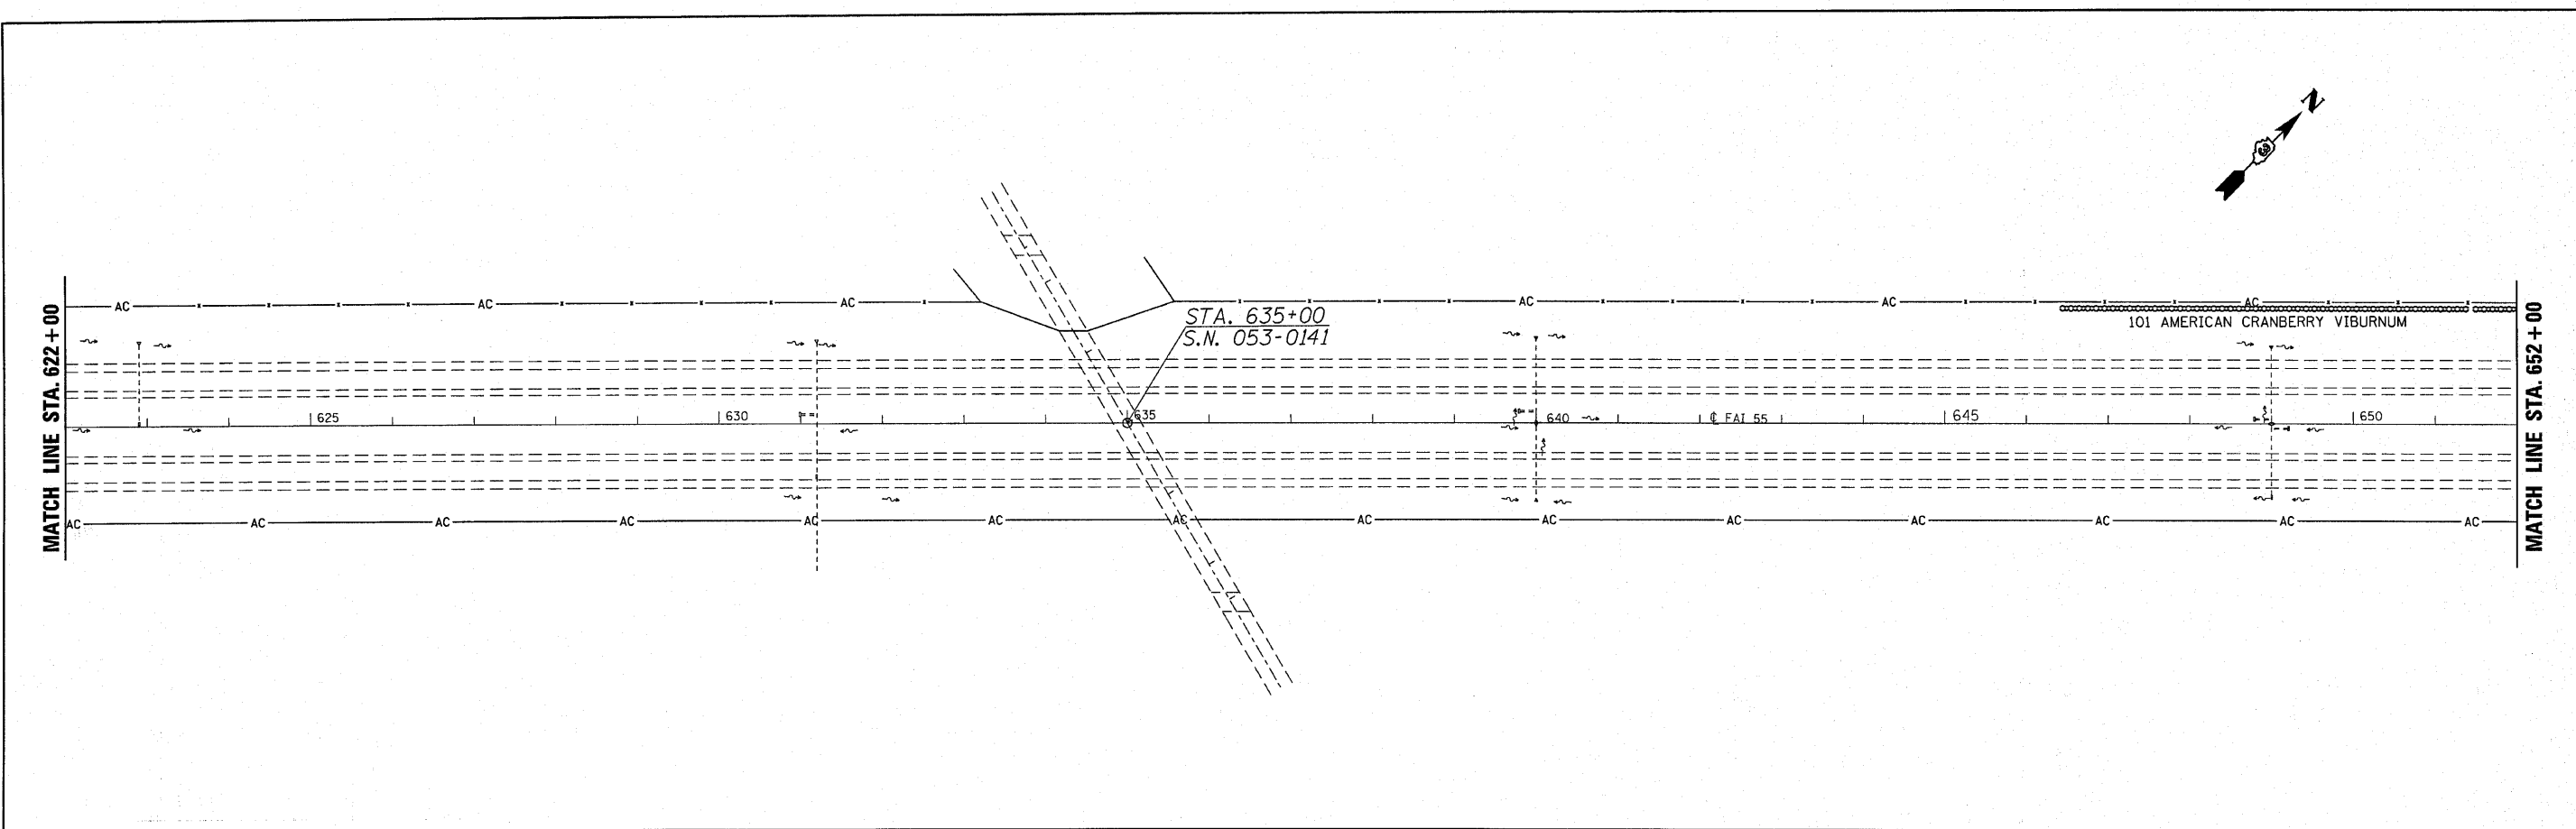 N
MATCH LINE STA. 622+00
AC AC AC AC AC AC
STA. 635+00
S.N. 053-0141
101 AMERICAN CRANBERRY VIBURNUM
625 630 635 640 ℄ FAI 55 645 650
AC AC AC AC AC AC AC AC AC AC AC AC AC AC
MATCH LINE STA. 652+00